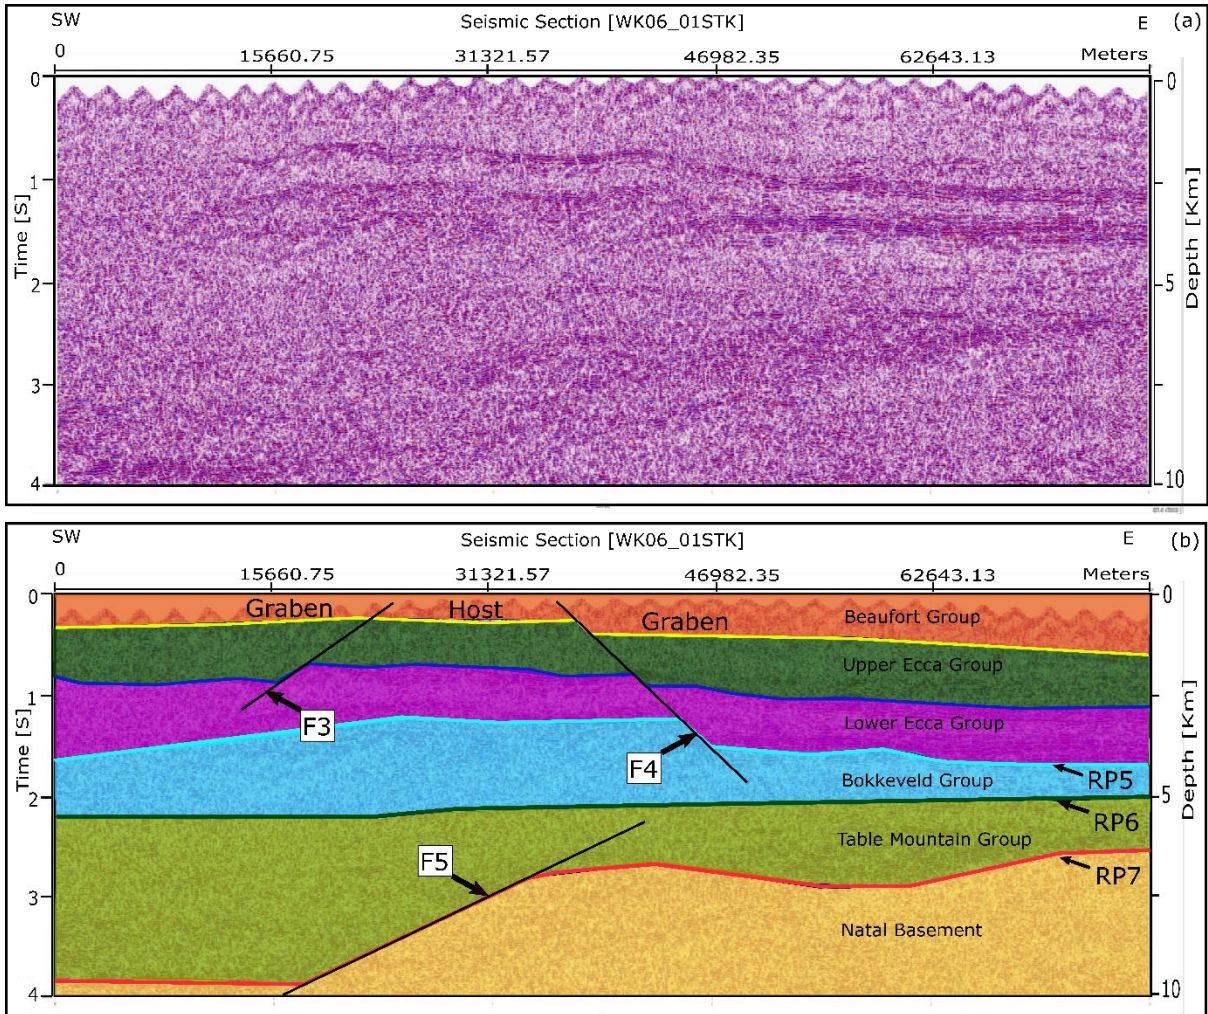 SW Seismic Section [WK06_01STK] E (a)
0 15660.75 31321.57 46982.35 62643.13 Meters
0 0
1
Time [S]
2
3
4
Depth [Km]
5
10
SW Seismic Section [WK06_01STK] E (b)
0 15660.75 31321.57 46982.35 62643.13 Meters
0 0
Graben Host Graben
Beaufort Group
Upper Ecca Group
1
F3
Lower Ecca Group
Time [S]
F4
Bokkeveld Group
RP5
Depth [Km]
2 5
RP6
Table Mountain Group
F5
RP7
3
Natal Basement
4 10